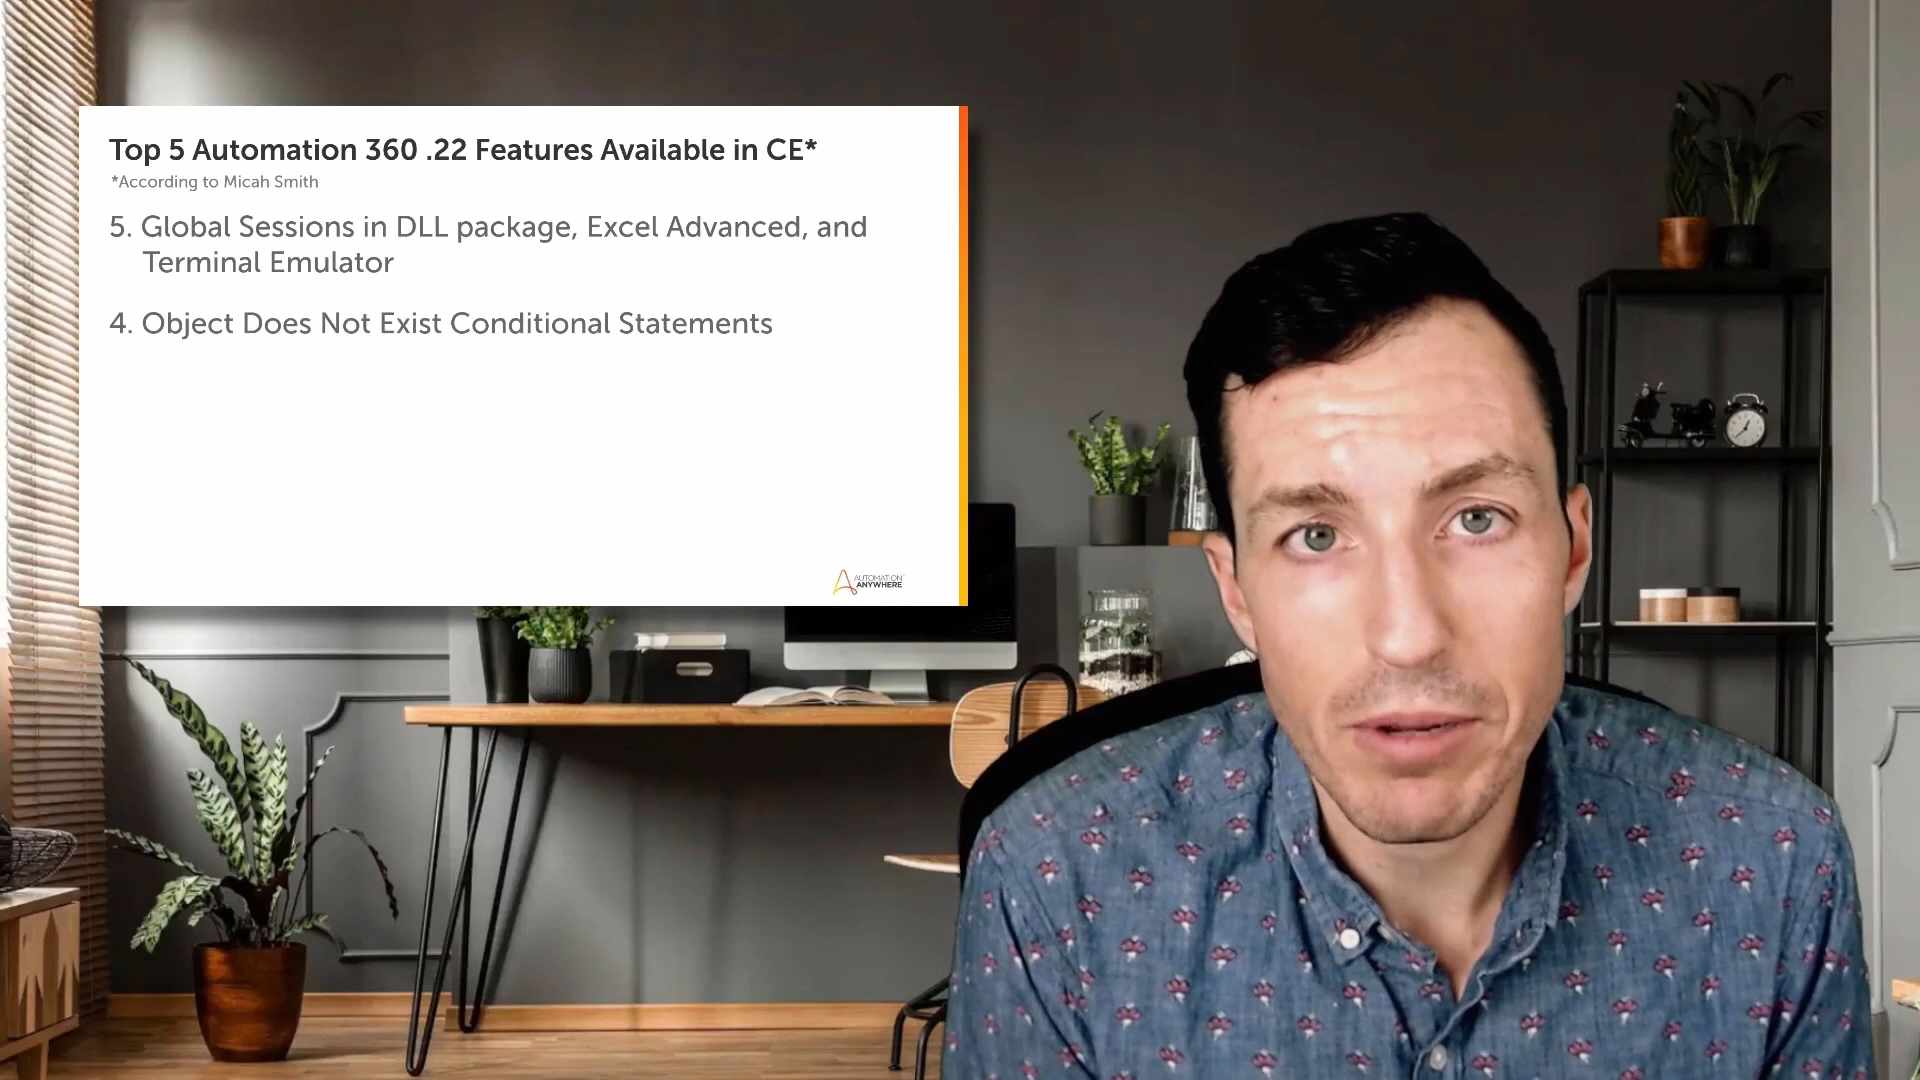 Top 5 Automation 360 .22 Features Available in CE*
*According to Micah Smith
5. Global Sessions in DLL package, Excel Advanced, and
Terminal Emulator
4. Object Does Not Exist Conditional Statements
AUTOMATION
ANYWHERE